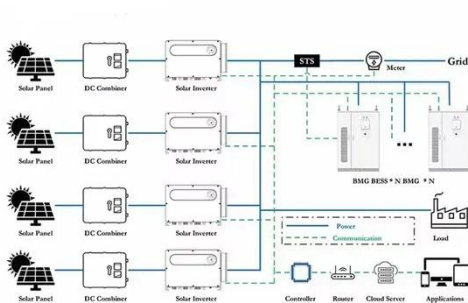 STS
Meter
Grid
Solar Panel
DC Combiner
Solar Inverter
Solar Panel
DC Combiner
Solar Inverter
BMG BESS * N BMG * N
Solar Panel
DC Combiner
Solar Inverter
Power
Communication
Load
Solar Panel
DC Combiner
Solar Inverter
Controller
Router
Cloud Server
Applications